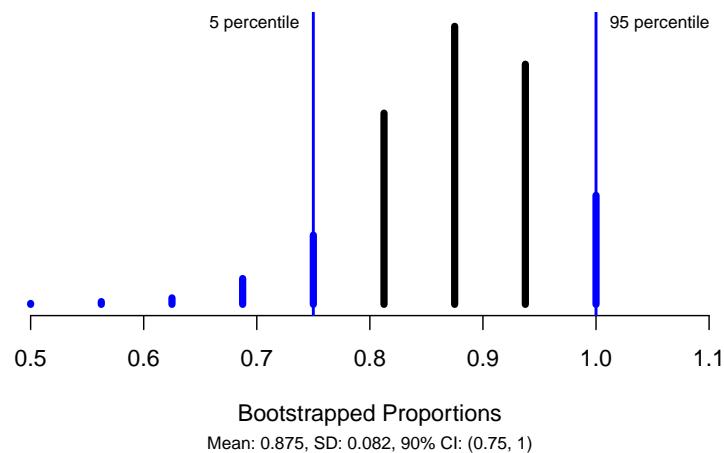 5 percentile 95 percentile
0.5 0.6 0.7 0.8 0.9 1.0 1.1
Bootstrapped Proportions
Mean: 0.875, SD: 0.082, 90% CI: (0.75, 1)